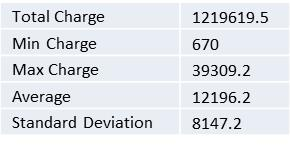 Total Charge 1219619.5
Min Charge 670
Max Charge 39309.2
Average 12196.2
Standard Deviation 8147.2